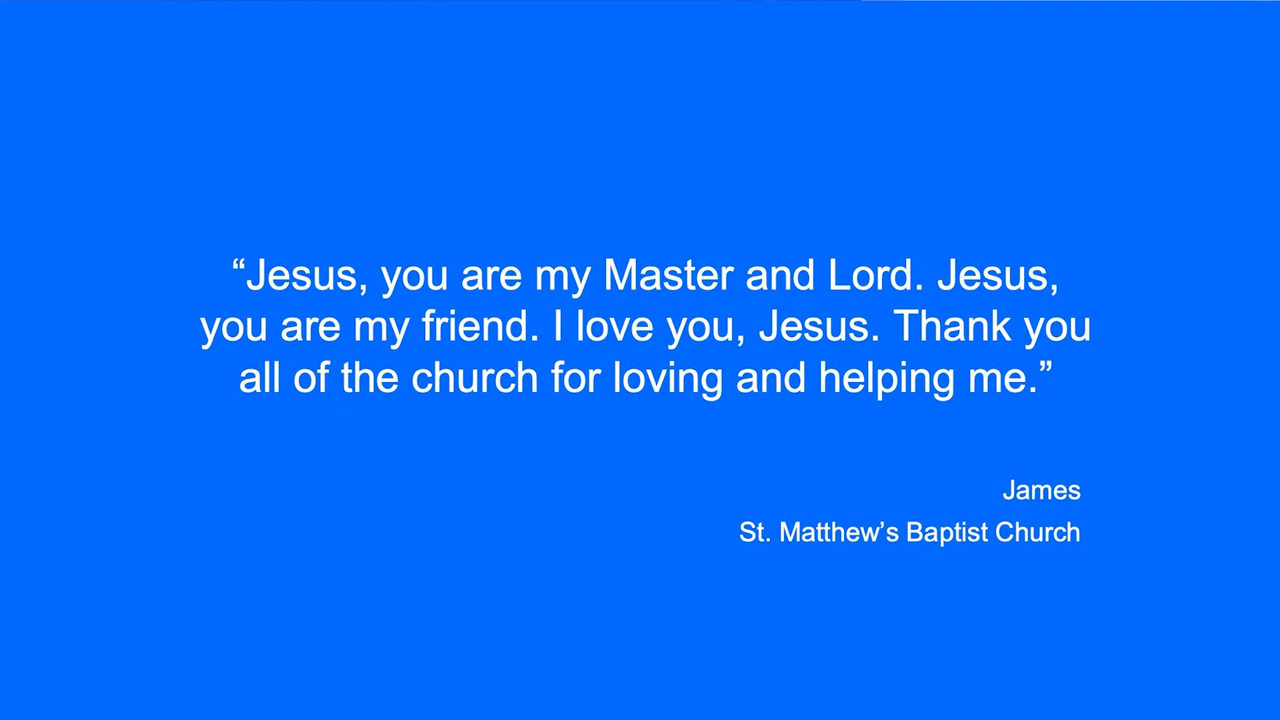 “Jesus, you are my Master and Lord. Jesus,
you are my friend. I love you, Jesus. Thank you
all of the church for loving and helping me.”
James
St. Matthew’s Baptist Church